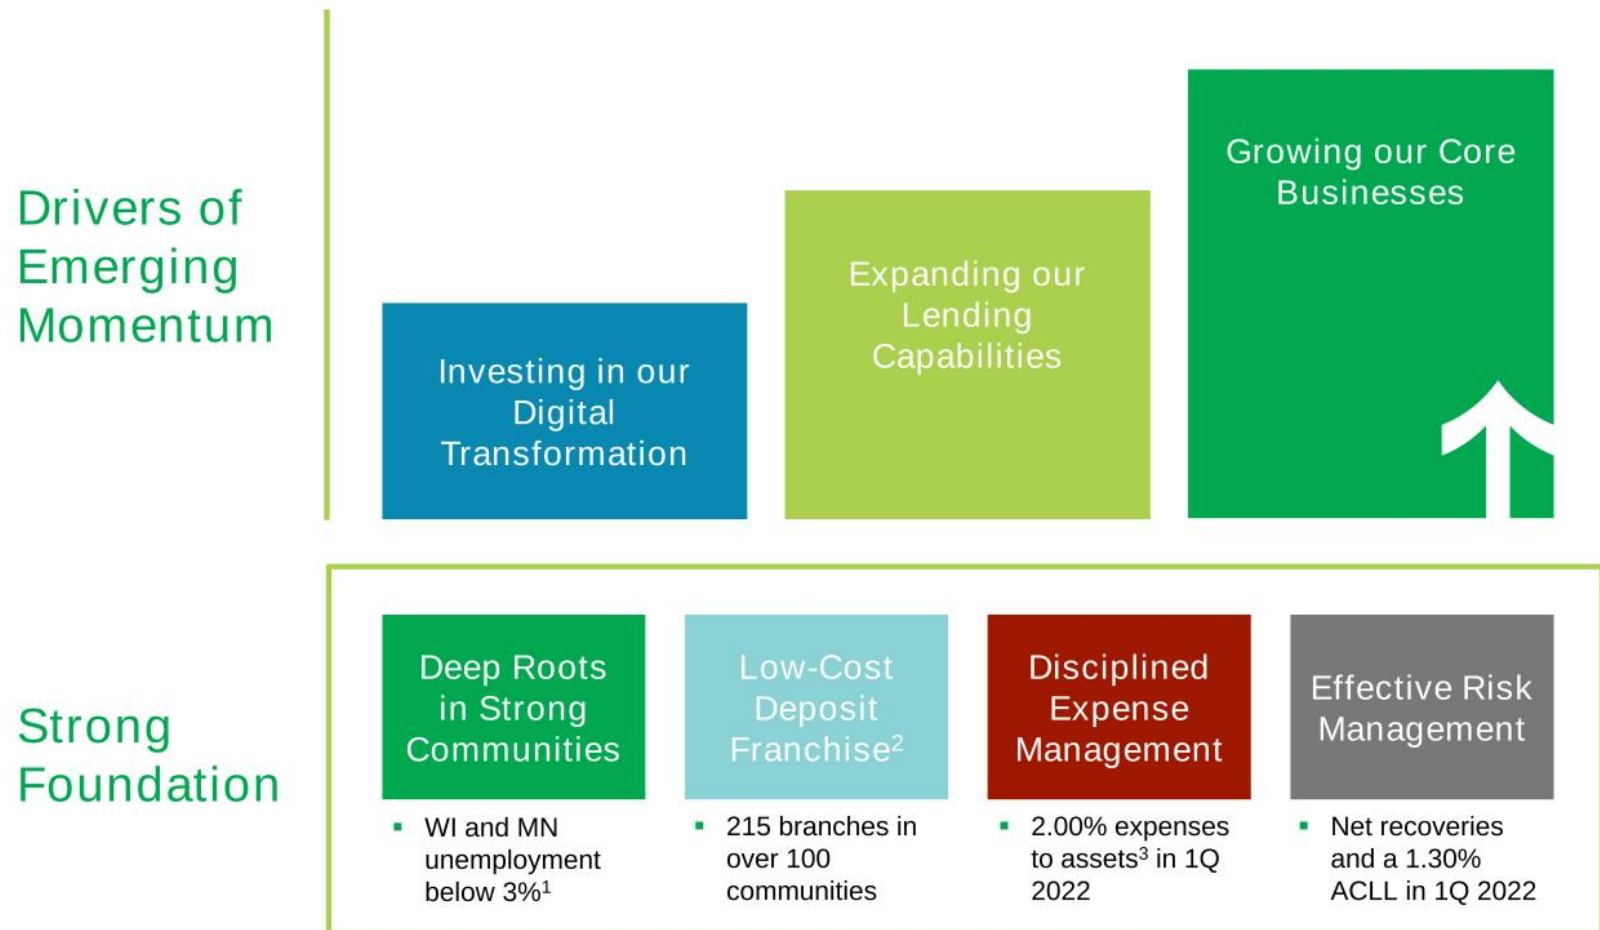 Drivers of
Emerging
Momentum
Investing in our
Digital
Transformation
Expanding our
Lending
Capabilities
Growing our Core
Businesses
Strong
Foundation
Deep Roots
in Strong
Communities
▪ WI and MN
unemployment
below 3%¹
Low-Cost
Deposit
Franchise²
▪ 215 branches in
over 100
communities
Disciplined
Expense
Management
▪ 2.00% expenses
to assets³ in 1Q
2022
Effective Risk
Management
▪ Net recoveries
and a 1.30%
ACLL in 1Q 2022